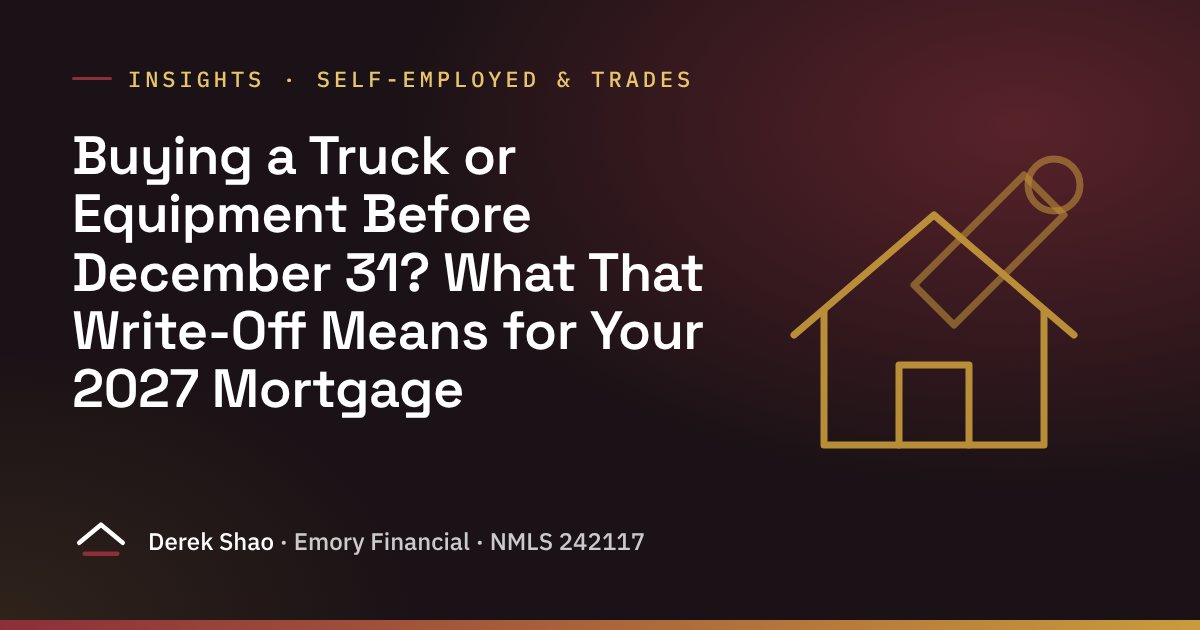 INSIGHTS · SELF-EMPLOYED & TRADES
Buying a Truck or
Equipment Before
December 31? What That
Write-Off Means for Your
2027 Mortgage
Derek Shao · Emory Financial · NMLS 242117